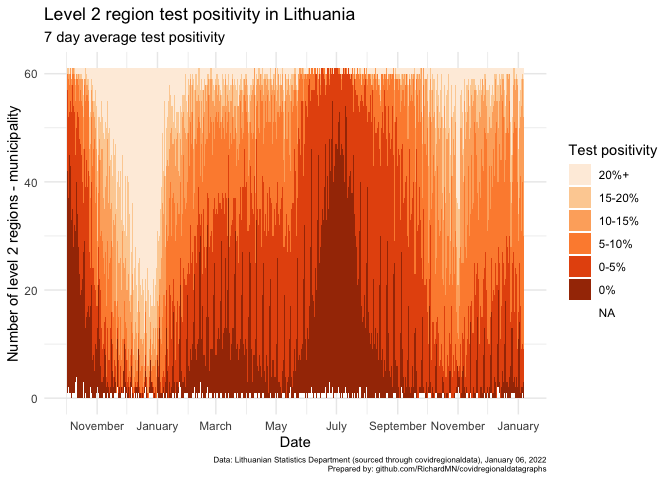 Level 2 region test positivity in Lithuania
7 day average test positivity
Number of level 2 regions - municipality
60
40
20
0
November January March May July September November January
Date
Test positivity
20%+
15-20%
10-15%
5-10%
0-5%
0%
NA
Data: Lithuanian Statistics Department (sourced through covidregionaldata), January 06, 2022
Prepared by: github.com/RichardMN/covidregionaldatagraphs